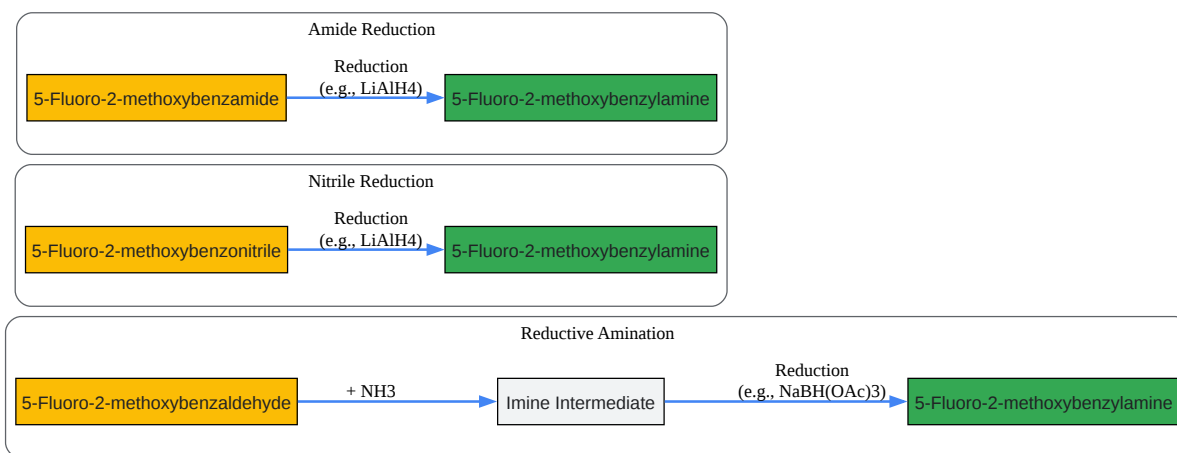 Amide Reduction
5-Fluoro-2-methoxybenzamide
Reduction
(e.g., LiAlH4)
5-Fluoro-2-methoxybenzylamine
Nitrile Reduction
5-Fluoro-2-methoxybenzonitrile
Reduction
(e.g., LiAlH4)
5-Fluoro-2-methoxybenzylamine
Reductive Amination
5-Fluoro-2-methoxybenzaldehyde
+ NH3
Imine Intermediate
Reduction
(e.g., NaBH(OAc)3)
5-Fluoro-2-methoxybenzylamine